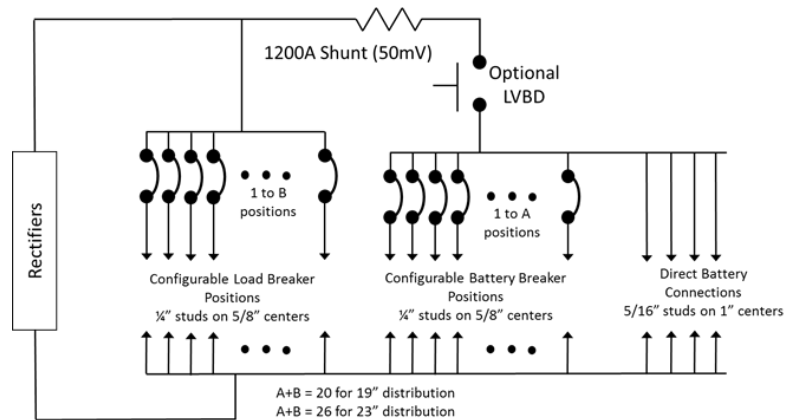 1200A Shunt (50mV)
Optional
LVBD
Rectifiers
1 to B
positions
1 to A
positions
Configurable Load Breaker
Positions
¼” studs on 5/8” centers
Configurable Battery Breaker
Positions
¼” studs on 5/8” centers
Direct Battery
Connections
5/16” studs on 1” centers
A+B = 20 for 19” distribution
A+B = 26 for 23” distribution